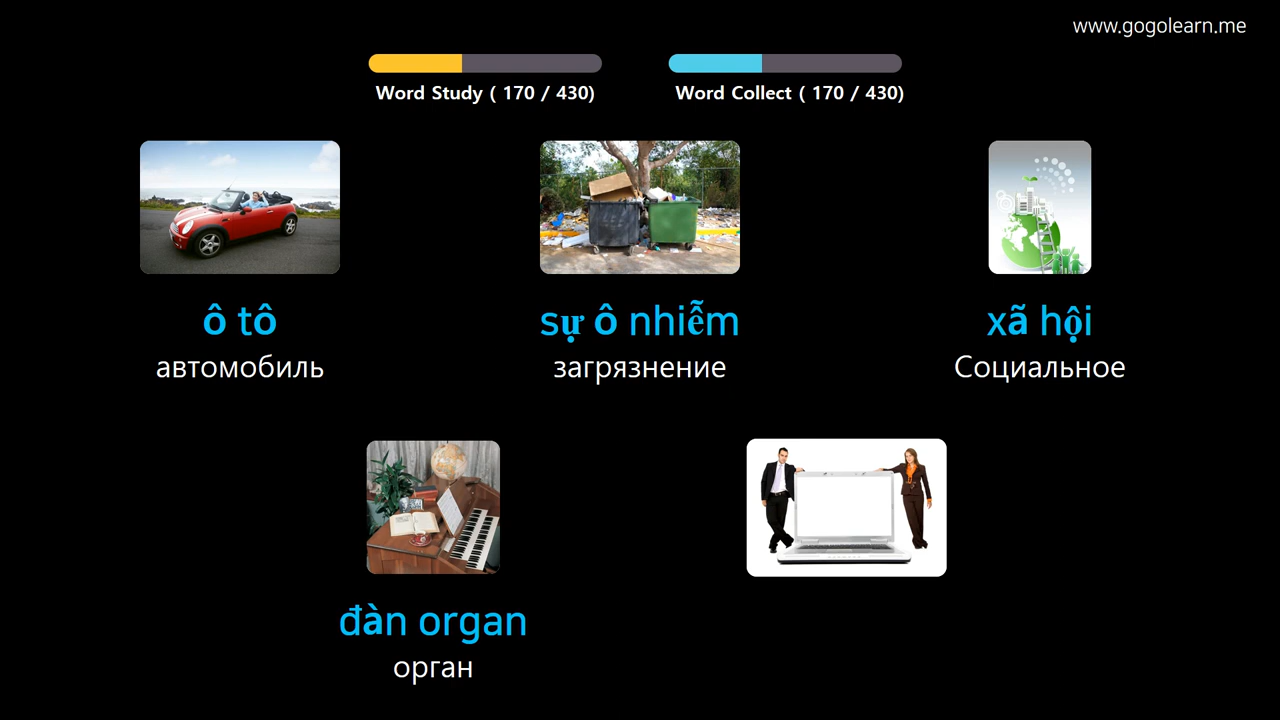 www.gogolearn.me
Word Study ( 170 / 430)
Word Collect ( 170 / 430)
ô tô
автомобиль
sự ô nhiễm
загрязнение
xã hội
Социальное
đàn organ
орган